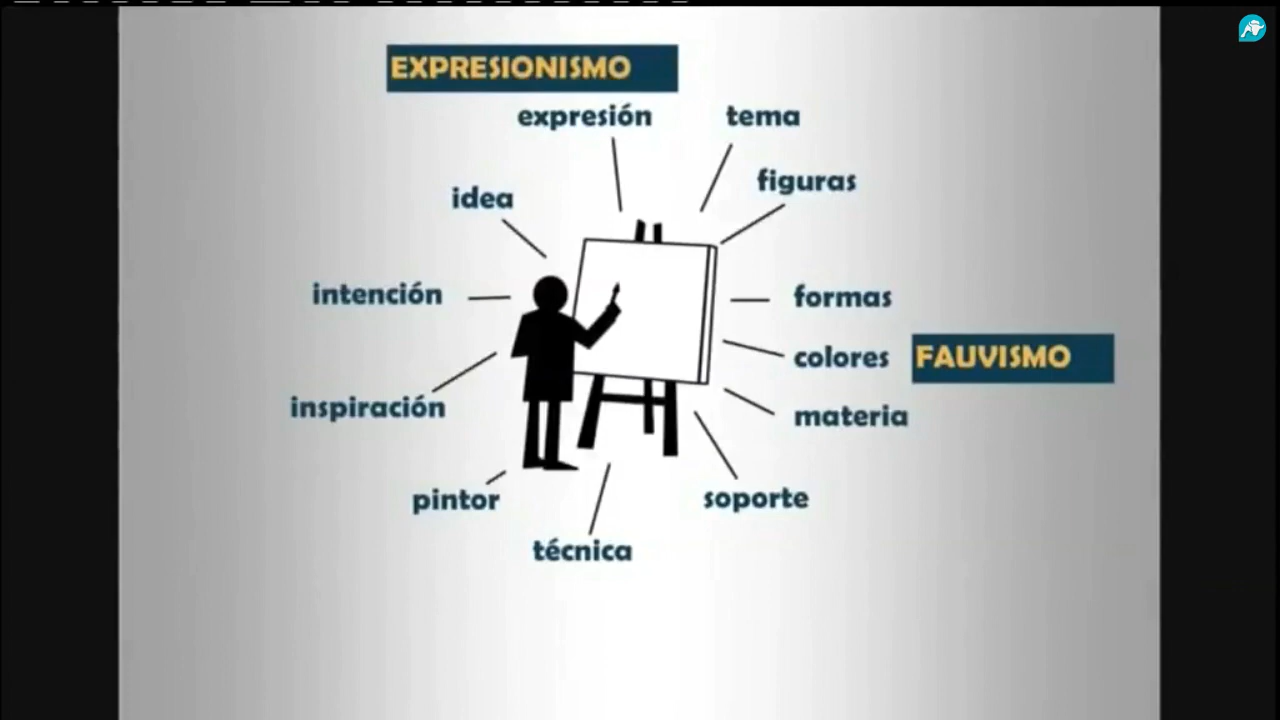 EXPRESIONISMO
expresión
tema
figuras
idea
intención
formas
colores
FAUVISMO
inspiración
materia
pintor
soporte
técnica